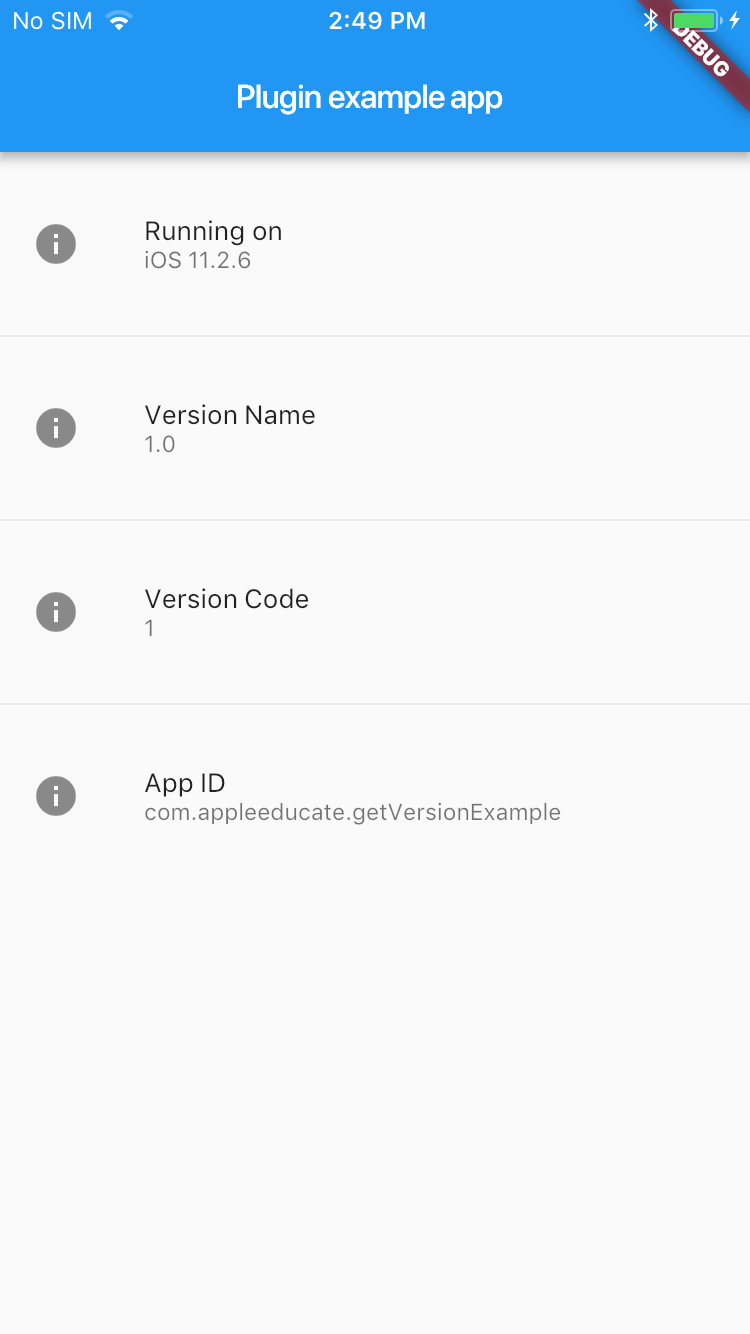 No SIM 2:49 PM
DEBUG
Plugin example app
Running on
iOS 11.2.6
Version Name
1.0
Version Code
1
App ID
com.appleeducate.getVersionExample